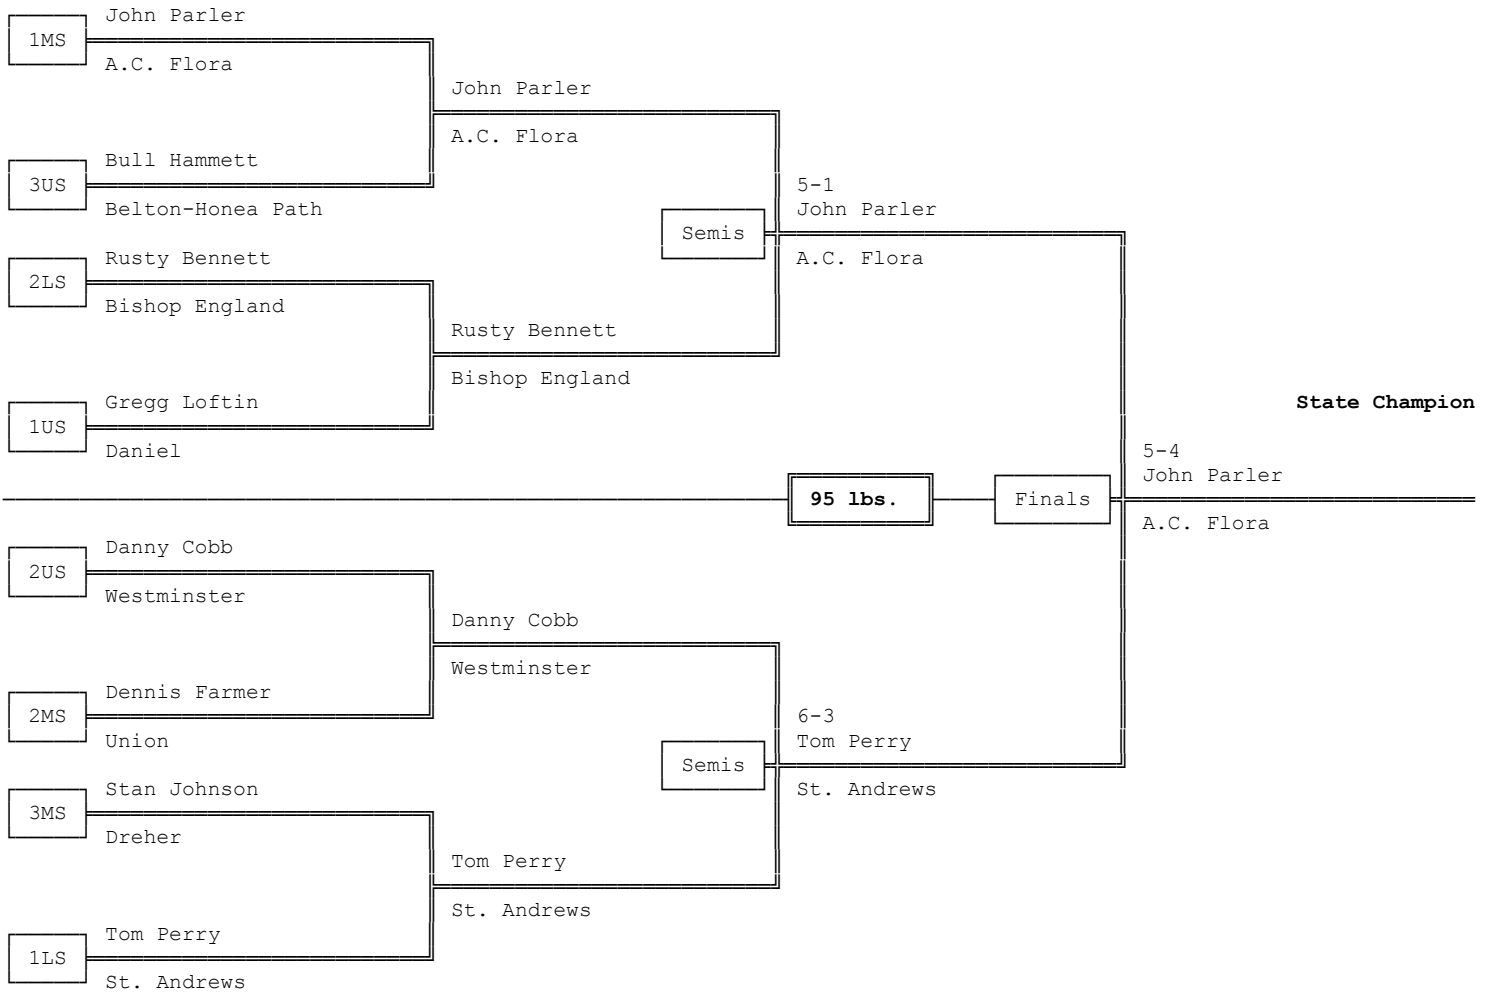 John Parler
1MS
A.C. Flora
John Parler
A.C. Flora
Bull Hammett
3US
5-1
Belton-Honea Path
John Parler
Semis
Rusty Bennett
A.C. Flora
2LS
Bishop England
Rusty Bennett
Bishop England
Gregg Loftin
State Champion
1US
Daniel
5-4
John Parler
95 lbs.
Finals
A.C. Flora
Danny Cobb
2US
Westminster
Danny Cobb
Westminster
Dennis Farmer
2MS
6-3
Union
Tom Perry
Semis
Stan Johnson
St. Andrews
3MS
Dreher
Tom Perry
St. Andrews
Tom Perry
1LS
St. Andrews